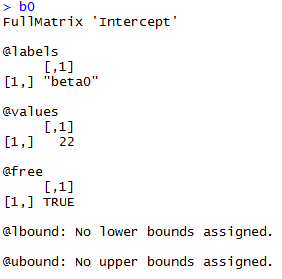 > b0
FullMatrix 'Intercept'
@labels
[,1]
[1,] "beta0"
@values
[,1]
[1,] 22
@free
[,1]
[1,] TRUE
@lbound: No lower bounds assigned.
@ubound: No upper bounds assigned.